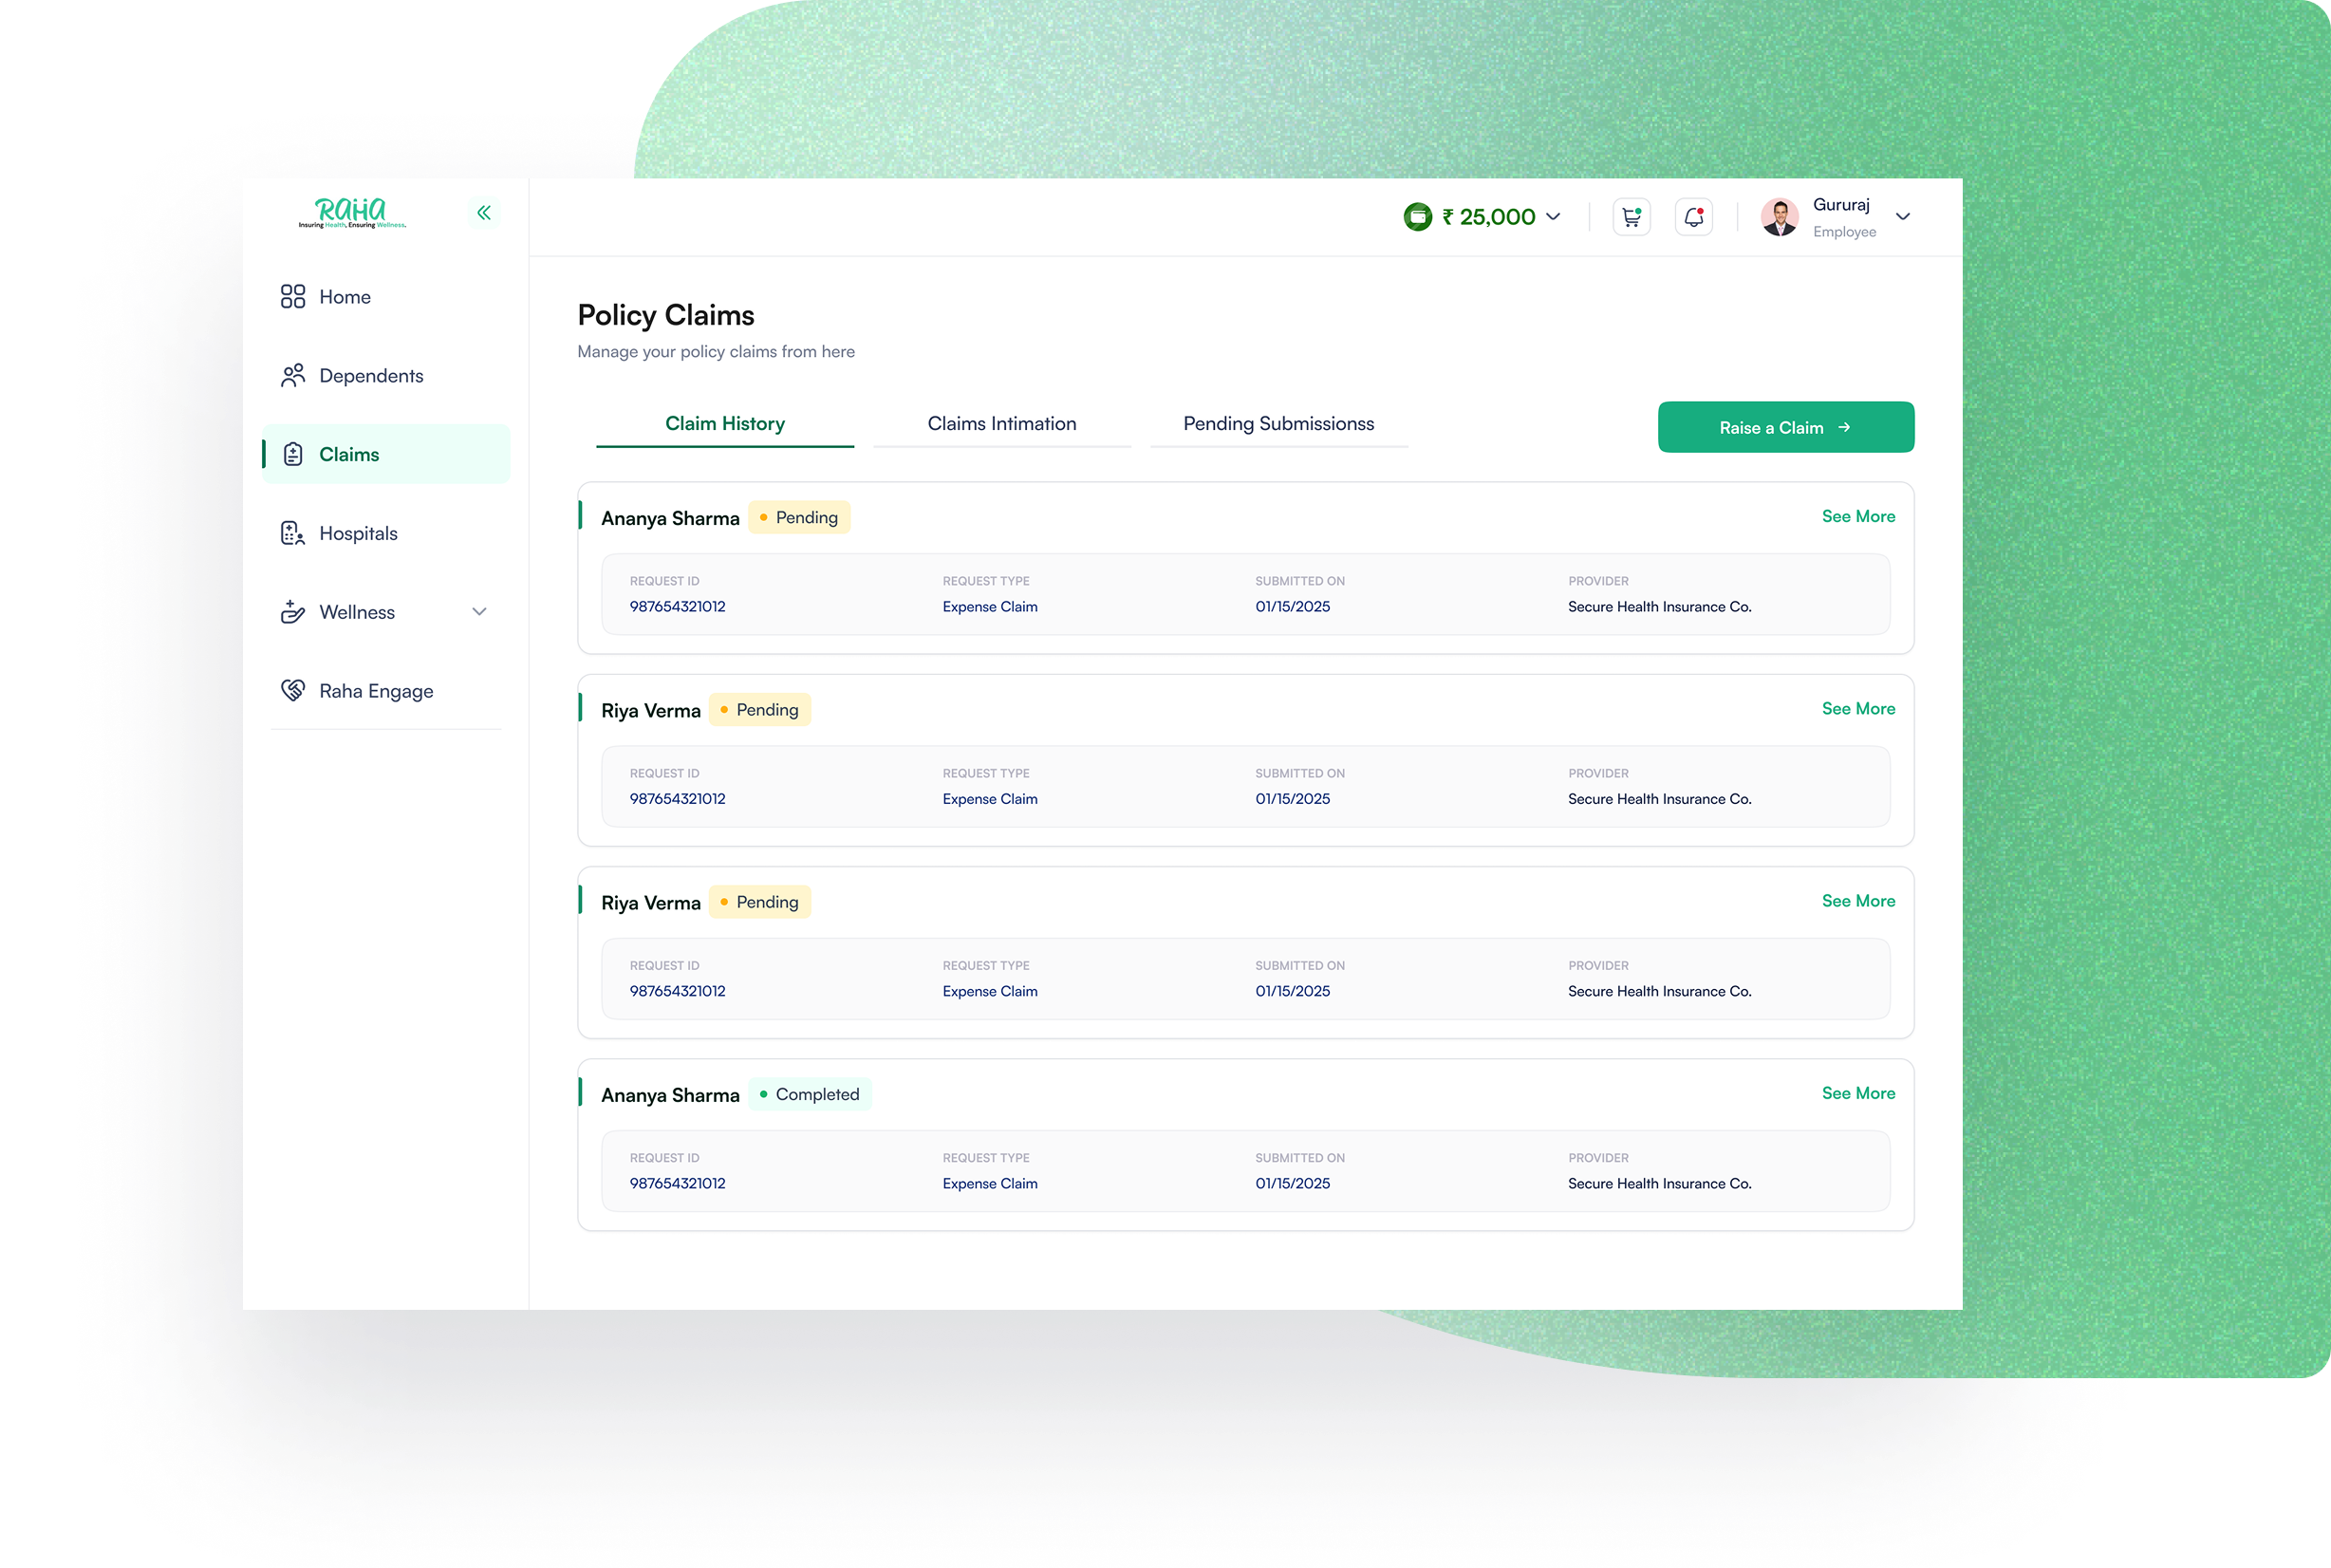 RAHA
Insuring Health, Ensuring Wellness.
₹ 25,000
Gururaj
Employee
Home
Dependents
Claims
Hospitals
Wellness
Raha Engage
Policy Claims
Manage your policy claims from here
Claim History
Claims Intimation
Pending Submissionss
Raise a Claim
Ananya Sharma
Pending
See More
REQUEST ID
REQUEST TYPE
SUBMITTED ON
PROVIDER
987654321012
Expense Claim
01/15/2025
Secure Health Insurance Co.
Riya Verma
Pending
See More
REQUEST ID
REQUEST TYPE
SUBMITTED ON
PROVIDER
987654321012
Expense Claim
01/15/2025
Secure Health Insurance Co.
Riya Verma
Pending
See More
REQUEST ID
REQUEST TYPE
SUBMITTED ON
PROVIDER
987654321012
Expense Claim
01/15/2025
Secure Health Insurance Co.
Ananya Sharma
Completed
See More
REQUEST ID
REQUEST TYPE
SUBMITTED ON
PROVIDER
987654321012
Expense Claim
01/15/2025
Secure Health Insurance Co.